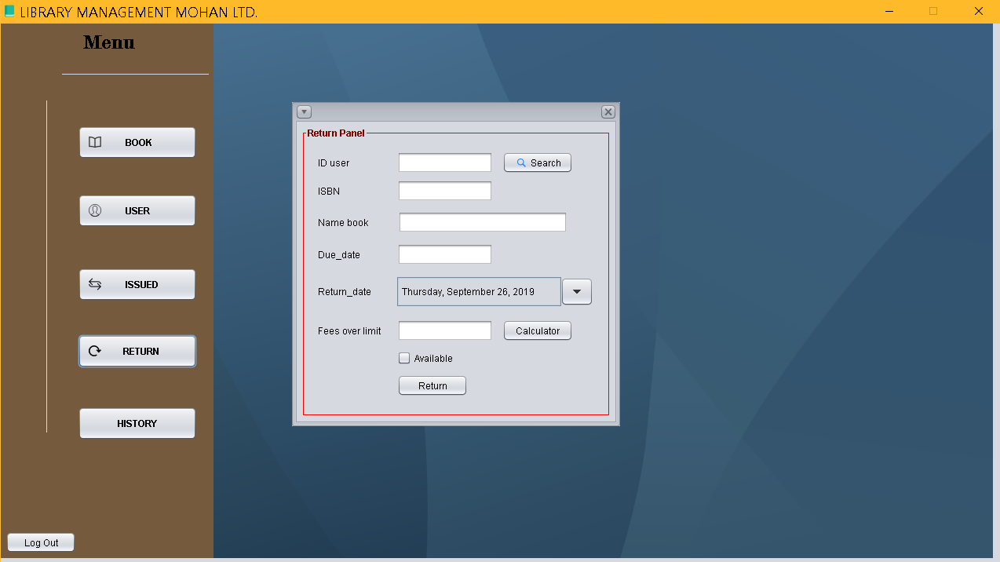 LIBRARY MANAGEMENT MOHAN LTD.
Menu
BOOK
USER
ISSUED
RETURN
HISTORY
Log Out
Return Panel
ID user
Search
ISBN
Name book
Due_date
Return_date
Thursday, September 26, 2019
Fees over limit
Calculator
Available
Return